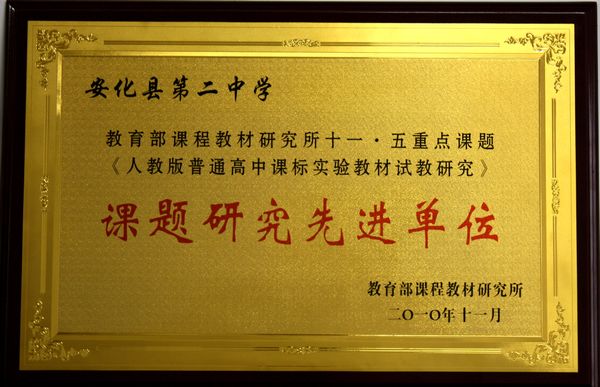 安化县第二中学
教育部课程教材研究所十一·五重点课题
《人教版普通高中课标实验教材试教研究》
课题研究先进单位
教育部课程教材研究所
二〇一〇年十一月